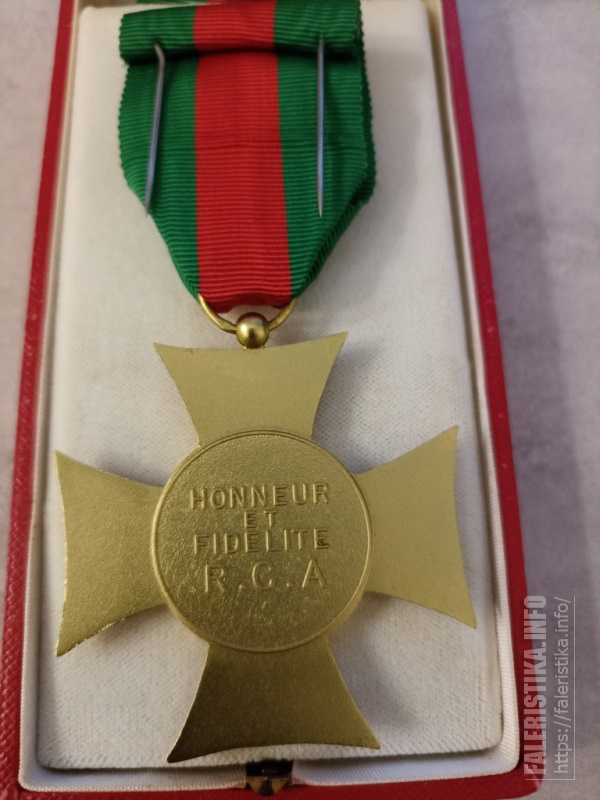 HONNEUR
ET
FIDELITE
R.C.A
FALERISTIKA.INFO
https://faleristika.info/